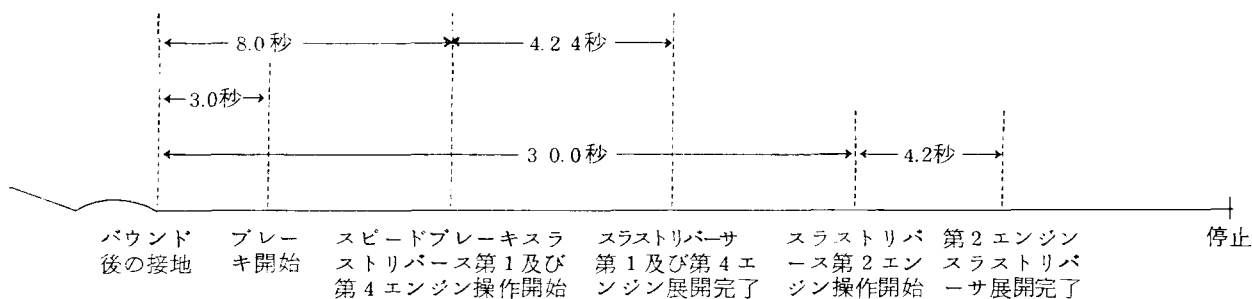 8.0秒
4.24秒
3.0秒
30.0秒
4.2秒
バウンド
後の接地
ブレー
キ開始
スピードブレーキスラ
ストリバース第1及び
第4エンジン操作開始
スラストリバーサ
第1及び第4エ
ンジン展開完了
スラストリバ
ース第2エン
ジン操作開始
第2エンジン
スラストリバ
ーサ展開完了
停止